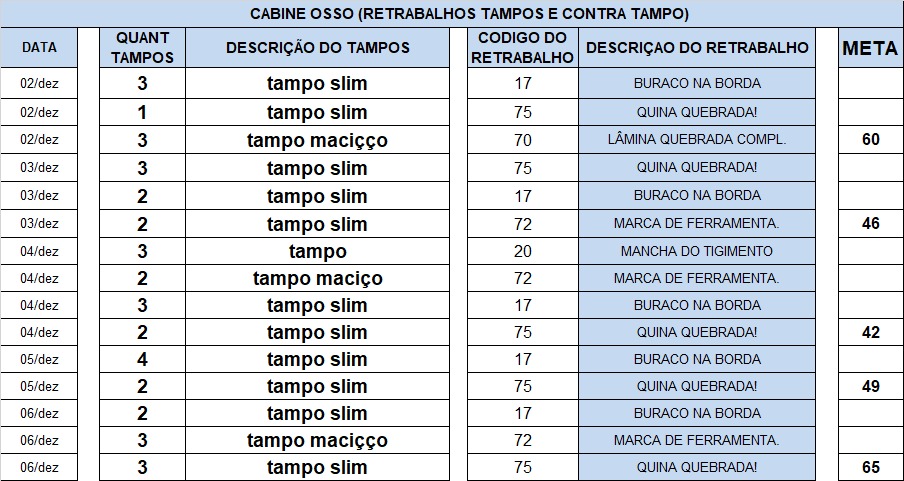 CABINE OSSO (RETRABALHOS TAMPOS E CONTRA TAMPO)
DATA QUANT TAMPOS DESCRIÇÃO DO TAMPOS CODIGO DO RETRABALHO DESCRIÇAO DO RETRABALHO META
02/dez 3 tampo slim 17 BURACO NA BORDA
02/dez 1 tampo slim 75 QUINA QUEBRADA!
02/dez 3 tampo maciçço 70 LÂMINA QUEBRADA COMPL. 60
03/dez 3 tampo slim 75 QUINA QUEBRADA!
03/dez 2 tampo slim 17 BURACO NA BORDA
03/dez 2 tampo slim 72 MARCA DE FERRAMENTA. 46
04/dez 3 tampo 20 MANCHA DO TIGIMENTO
04/dez 2 tampo maciço 72 MARCA DE FERRAMENTA.
04/dez 3 tampo slim 17 BURACO NA BORDA
04/dez 2 tampo slim 75 QUINA QUEBRADA! 42
05/dez 4 tampo slim 17 BURACO NA BORDA
05/dez 2 tampo slim 75 QUINA QUEBRADA! 49
06/dez 2 tampo slim 17 BURACO NA BORDA
06/dez 3 tampo maciçço 72 MARCA DE FERRAMENTA.
06/dez 3 tampo slim 75 QUINA QUEBRADA! 65